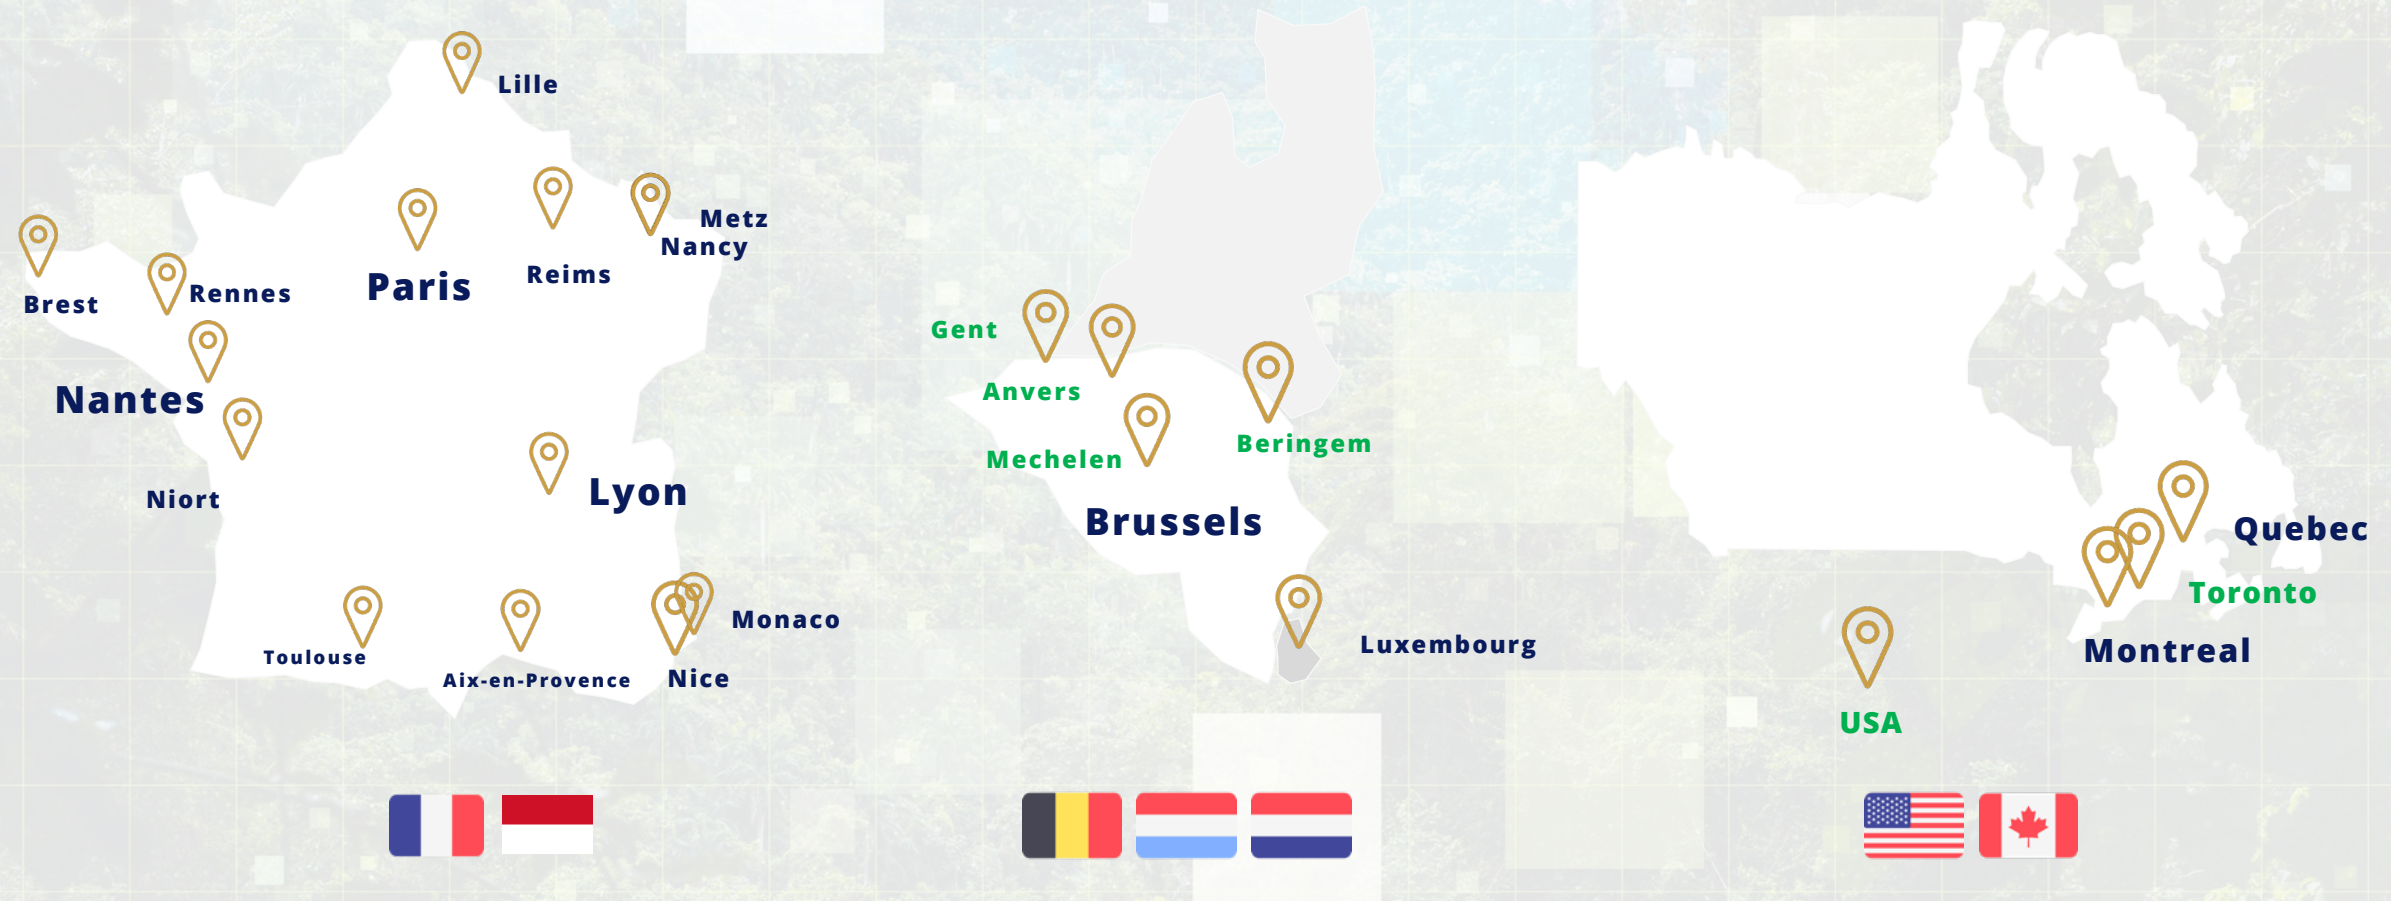 Lille
Metz
Nancy
Reims
Paris
Rennes
Brest
Nantes
Niort
Lyon
Monaco
Toulouse
Aix-en-Provence
Nice
Gent
Anvers
Beringem
Mechelen
Brussels
Luxembourg
Quebec
Toronto
Montreal
USA